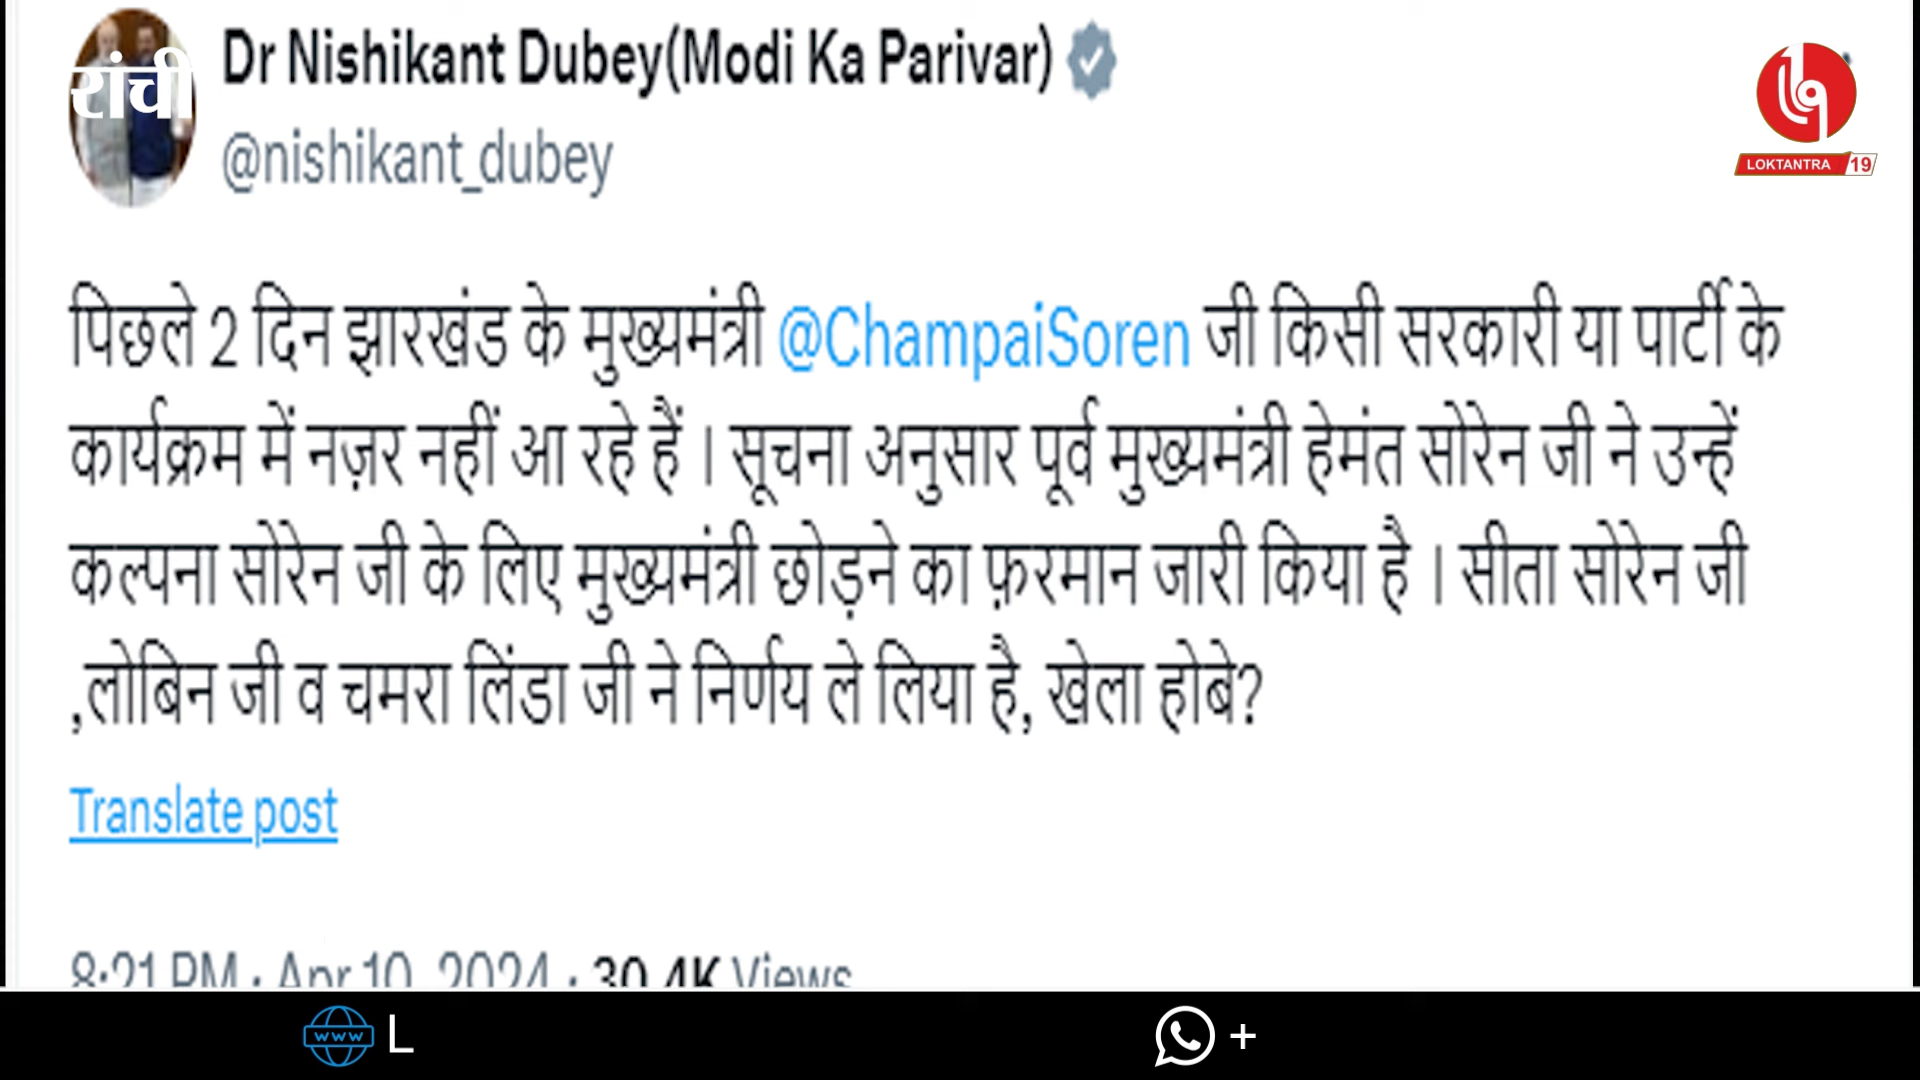 Dr Nishikant Dubey(Modi Ka Parivar)
रांची
@nishikant_dubey
LOKTANTRA 19
पिछले 2 दिन झारखंड के मुख्यमंत्री @ChampaiSoren जी किसी सरकारी या पार्टी के
कार्यक्रम में नज़र नहीं आ रहे हैं । सूचना अनुसार पूर्व मुख्यमंत्री हेमंत सोरेन जी ने उन्हें
कल्पना सोरेन जी के लिए मुख्यमंत्री छोड़ने का फ़रमान जारी किया है । सीता सोरेन जी
,लोबिन जी व चमरा लिंडा जी ने निर्णय ले लिया है, खेला होबे?
Translate post
8:21 PM · Apr 10, 2024 · 30.4K Views
www L
+